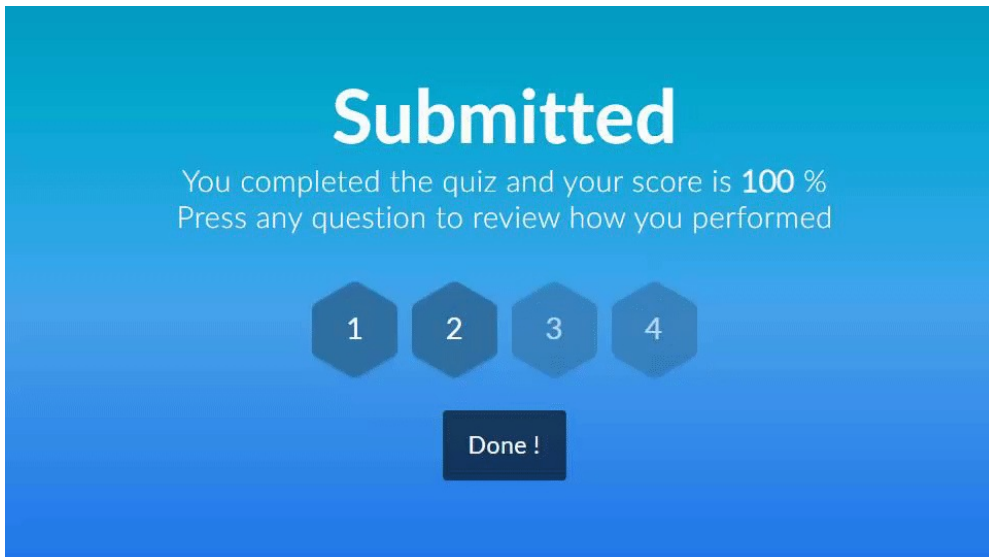 Submitted
You completed the quiz and your score is 100 %
Press any question to review how you performed
1 2 3 4
Done !